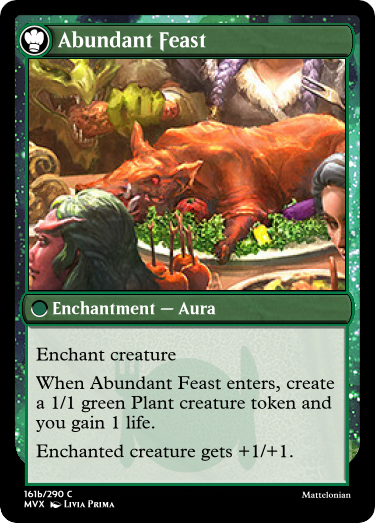 Abundant Feast
Enchantment — Aura
Enchant creature
When Abundant Feast enters, create
a 1/1 green Plant creature token and
you gain 1 life.
Enchanted creature gets +1/+1.
161b/290 C
Mattelonian
MVX Livia Prima